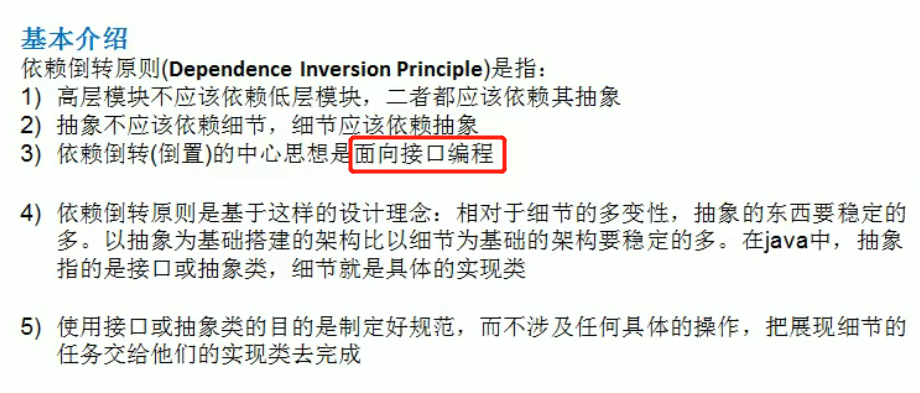 基本介绍
依赖倒转原则(Dependence Inversion Principle)是指：
1) 高层模块不应该依赖低层模块，二者都应该依赖其抽象
2) 抽象不应该依赖细节，细节应该依赖抽象
3) 依赖倒转(倒置)的中心思想是面向接口编程
4) 依赖倒转原则是基于这样的设计理念：相对于细节的多变性，抽象的东西要稳定的
多。以抽象为基础搭建的架构比以细节为基础的架构要稳定的多。在java中，抽象
指的是接口或抽象类，细节就是具体的实现类
5) 使用接口或抽象类的目的是制定好规范，而不涉及任何具体的操作，把展现细节的
任务交给他们的实现类去完成